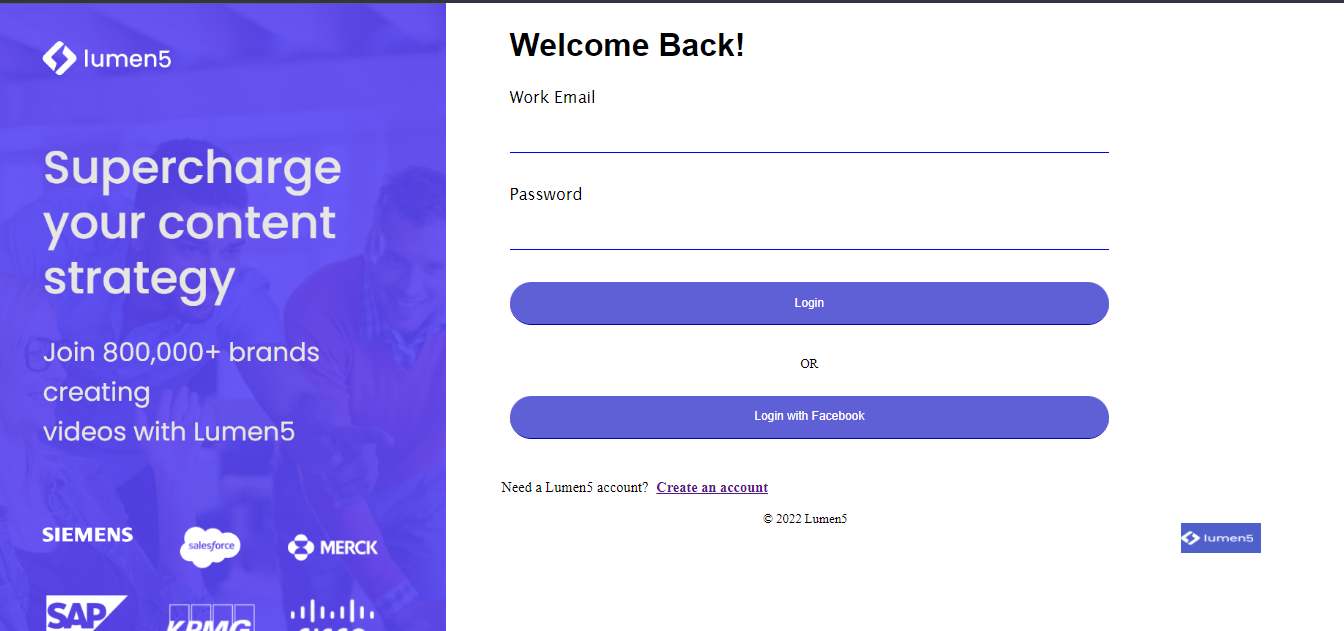 lumen5
Supercharge
your content
strategy
Join 800,000+ brands
creating
videos with Lumen5
SIEMENS
salesforce
MERCK
SAP
KPMG
CISCO
Welcome Back!
Work Email
Password
Login
OR
Login with Facebook
Need a Lumen5 account? Create an account
© 2022 Lumen5
lumen5